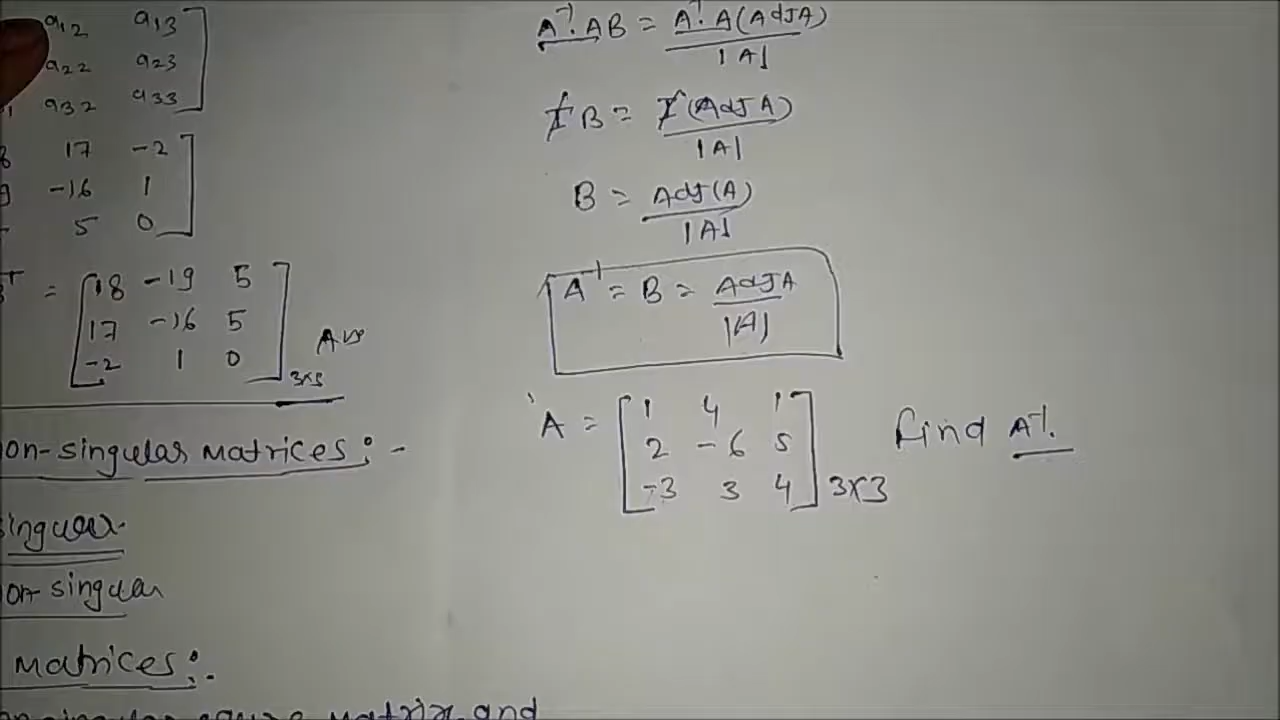 a12 a13
a22 a23
a32 a33
17 -2
-16 1
5 0
T = [18 -19 5
17 -16 5
-2 1 0] 3x3 Ans
on-singular matrices:-
ingular
on-singular
matrices:.
A⁻¹.AB = A⁻¹.A(AdJA)
|A|
IB = I(AdJA)
|A|
B = AdJ(A)
|A|
A⁻¹ = B = AdJA
|A|
A = [1 4 1
2 -6 5
-3 3 4] 3x3
find A⁻¹.